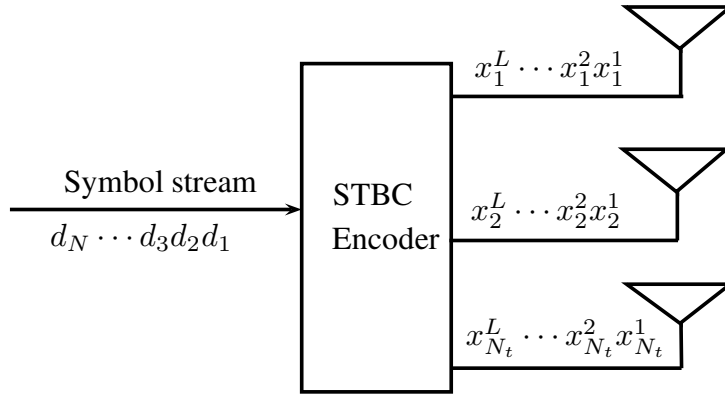 x_1^L ⋯ x_1^2 x_1^1
Symbol stream
d_N ⋯ d_3 d_2 d_1
STBC
Encoder
x_2^L ⋯ x_2^2 x_2^1
x_{N_t}^L ⋯ x_{N_t}^2 x_{N_t}^1